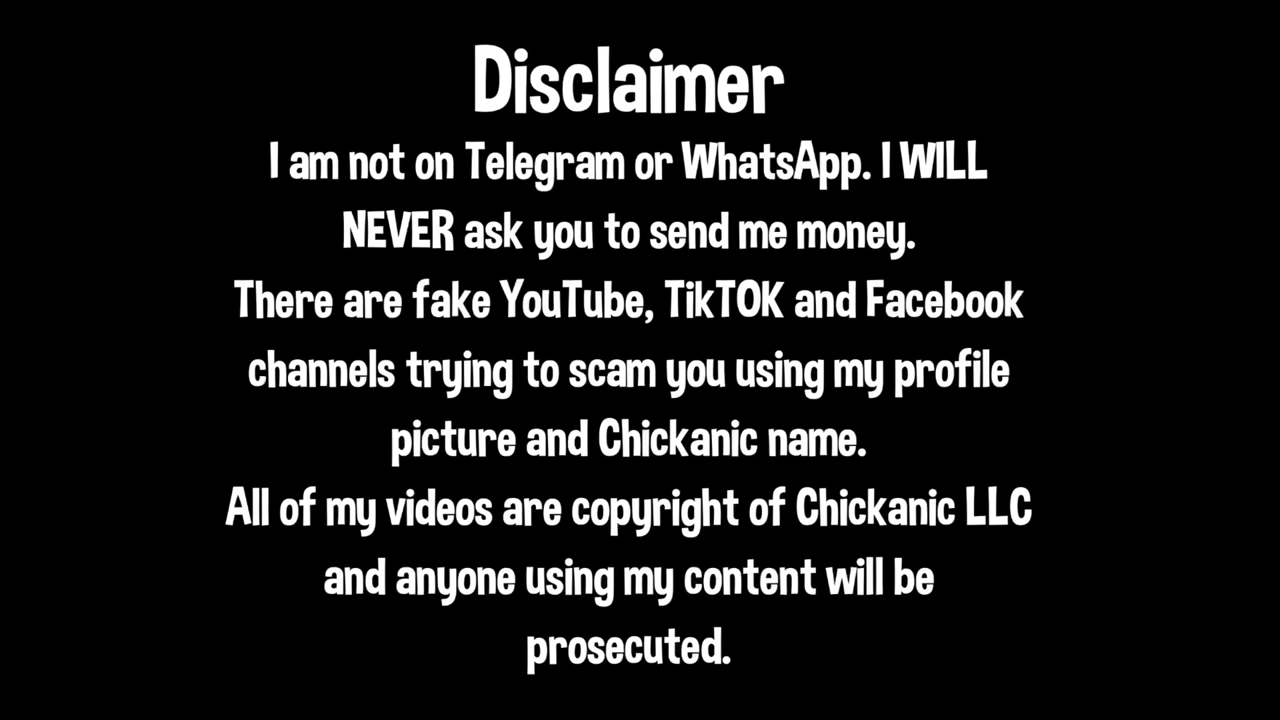 Disclaimer
I am not on Telegram or WhatsApp. I WILL
NEVER ask you to send me money.
There are fake YouTube, TikTOK and Facebook
channels trying to scam you using my profile
picture and Chickanic name.
All of my videos are copyright of Chickanic LLC
and anyone using my content will be
prosecuted.